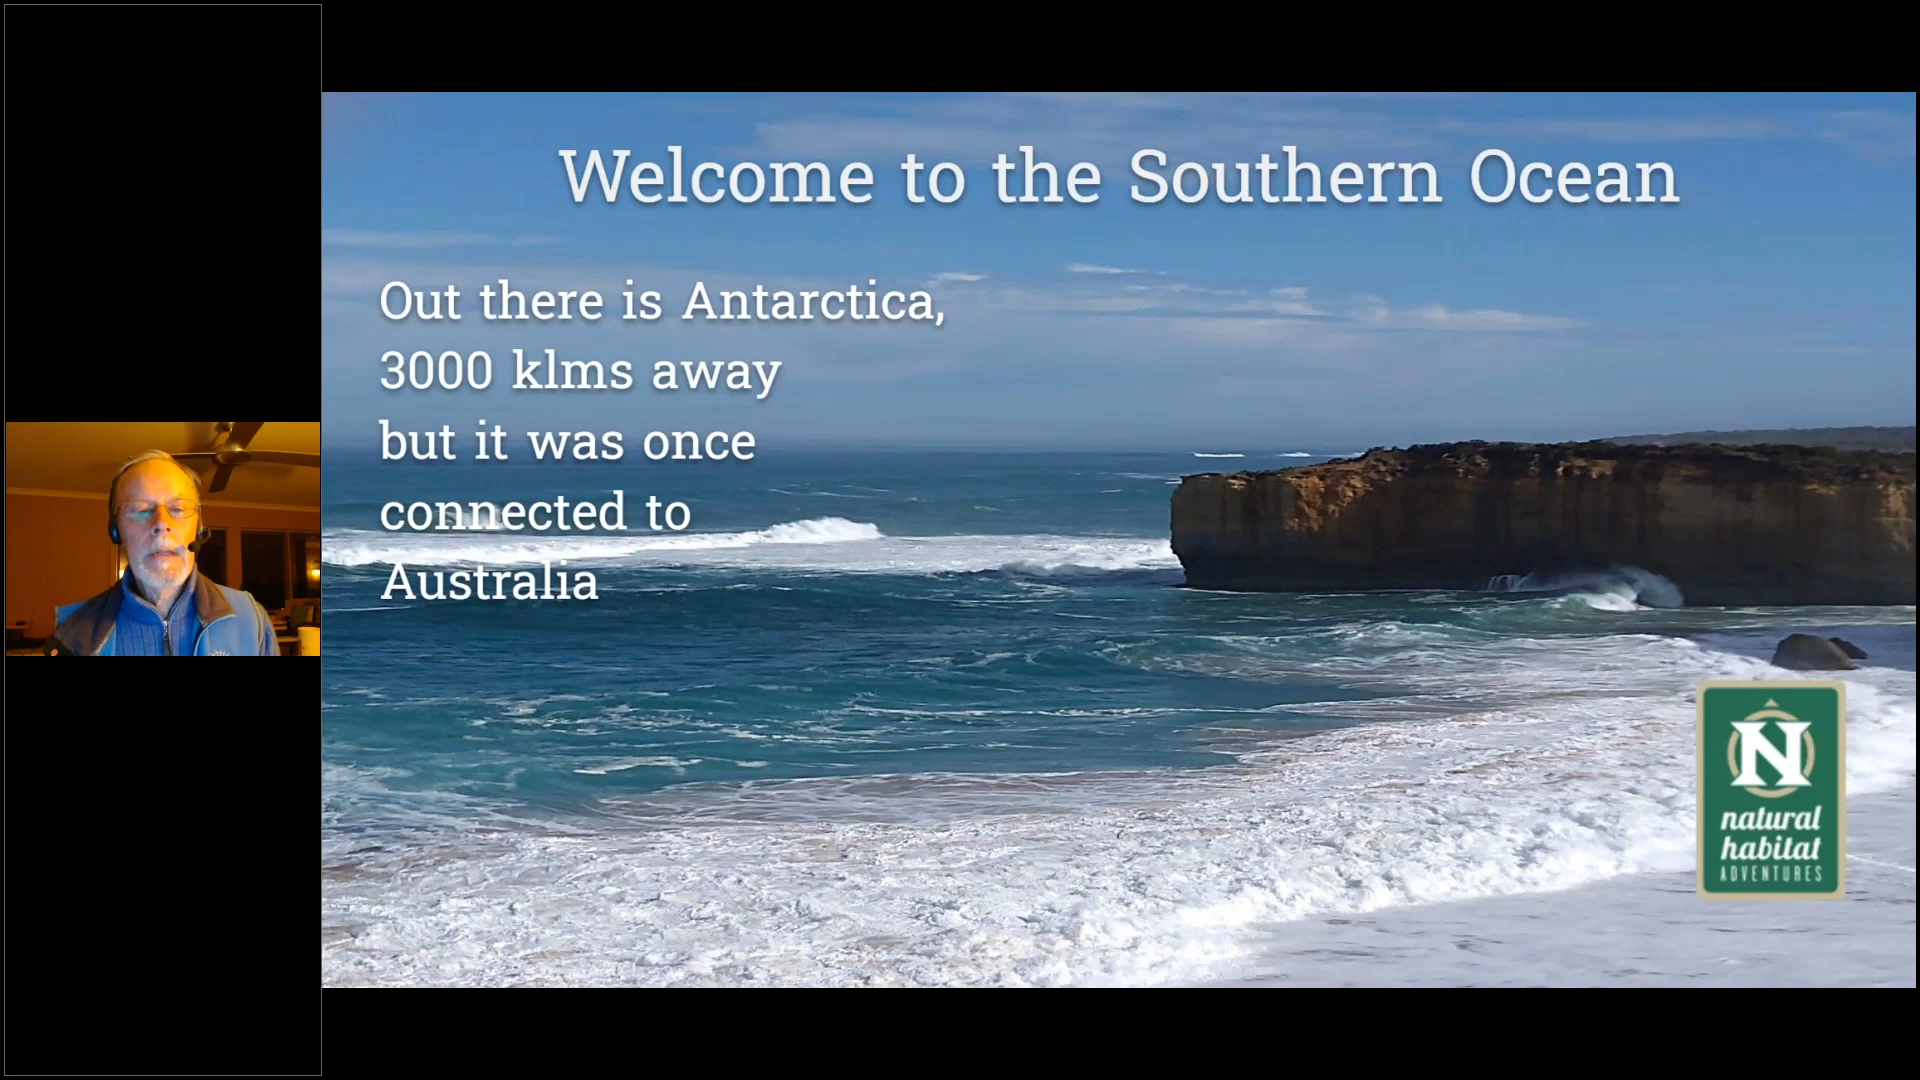 Welcome to the Southern Ocean
Out there is Antarctica,
3000 klms away
but it was once
connected to
Australia
N
natural
habitat
ADVENTURES